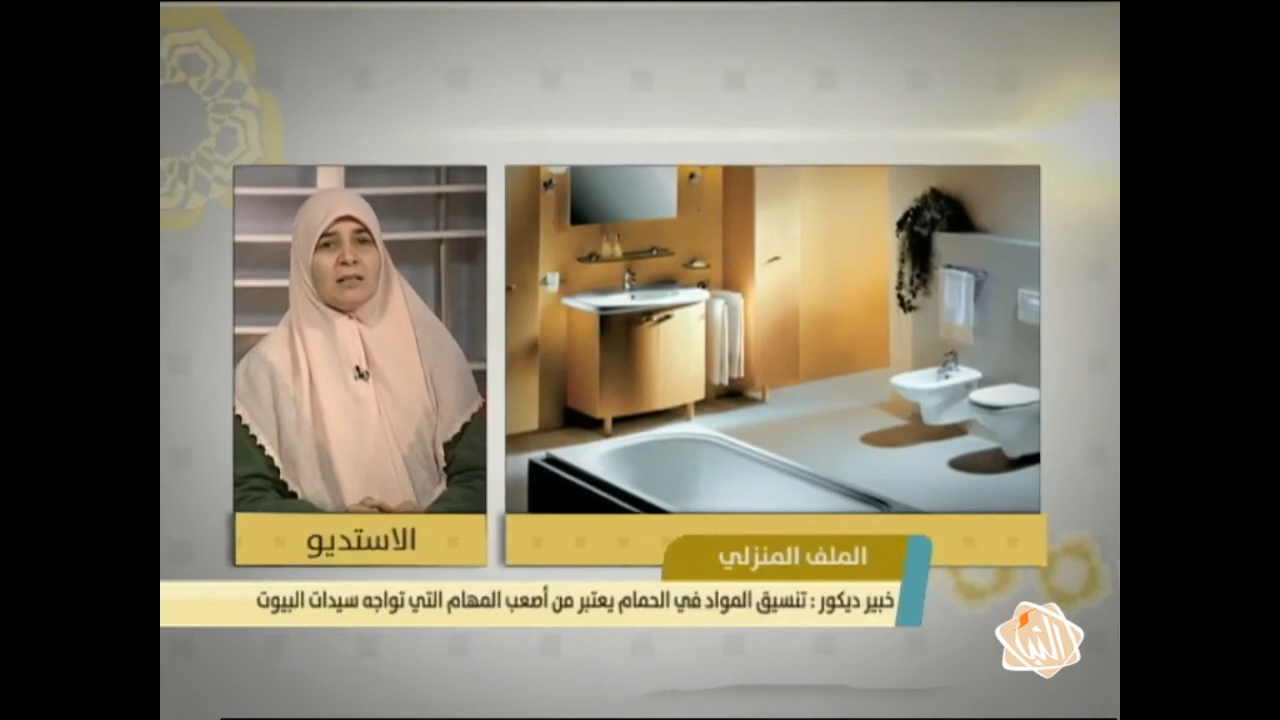 الاستديو
الملف المنزلي
خبير ديكور : تنسيق المواد في الحمام يعتبر من أصعب المهام التي تواجه سيدات البيوت